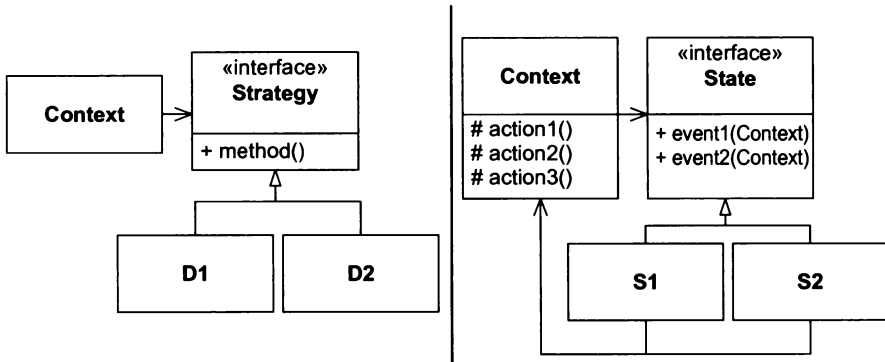 Context
«interface»
Strategy
+ method()
D1
D2
Context
# action1()
# action2()
# action3()
«interface»
State
+ event1(Context)
+ event2(Context)
S1
S2